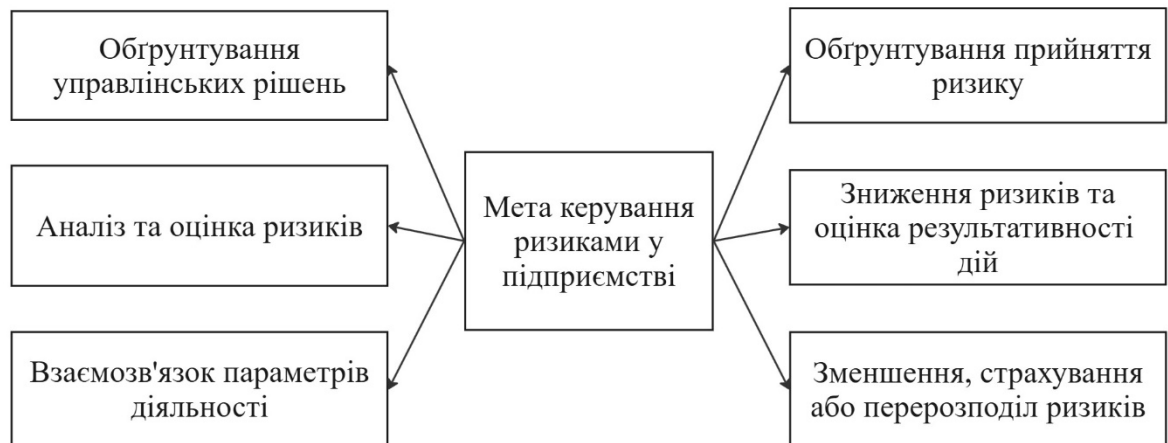 Обґрунтування
управлінських рішень
Аналіз та оцінка ризиків
Взаємозв'язок параметрів
діяльності
Мета керування
ризиками у
підприємстві
Обґрунтування прийняття
ризику
Зниження ризиків та
оцінка результативності
дій
Зменшення, страхування
або перерозподіл ризиків